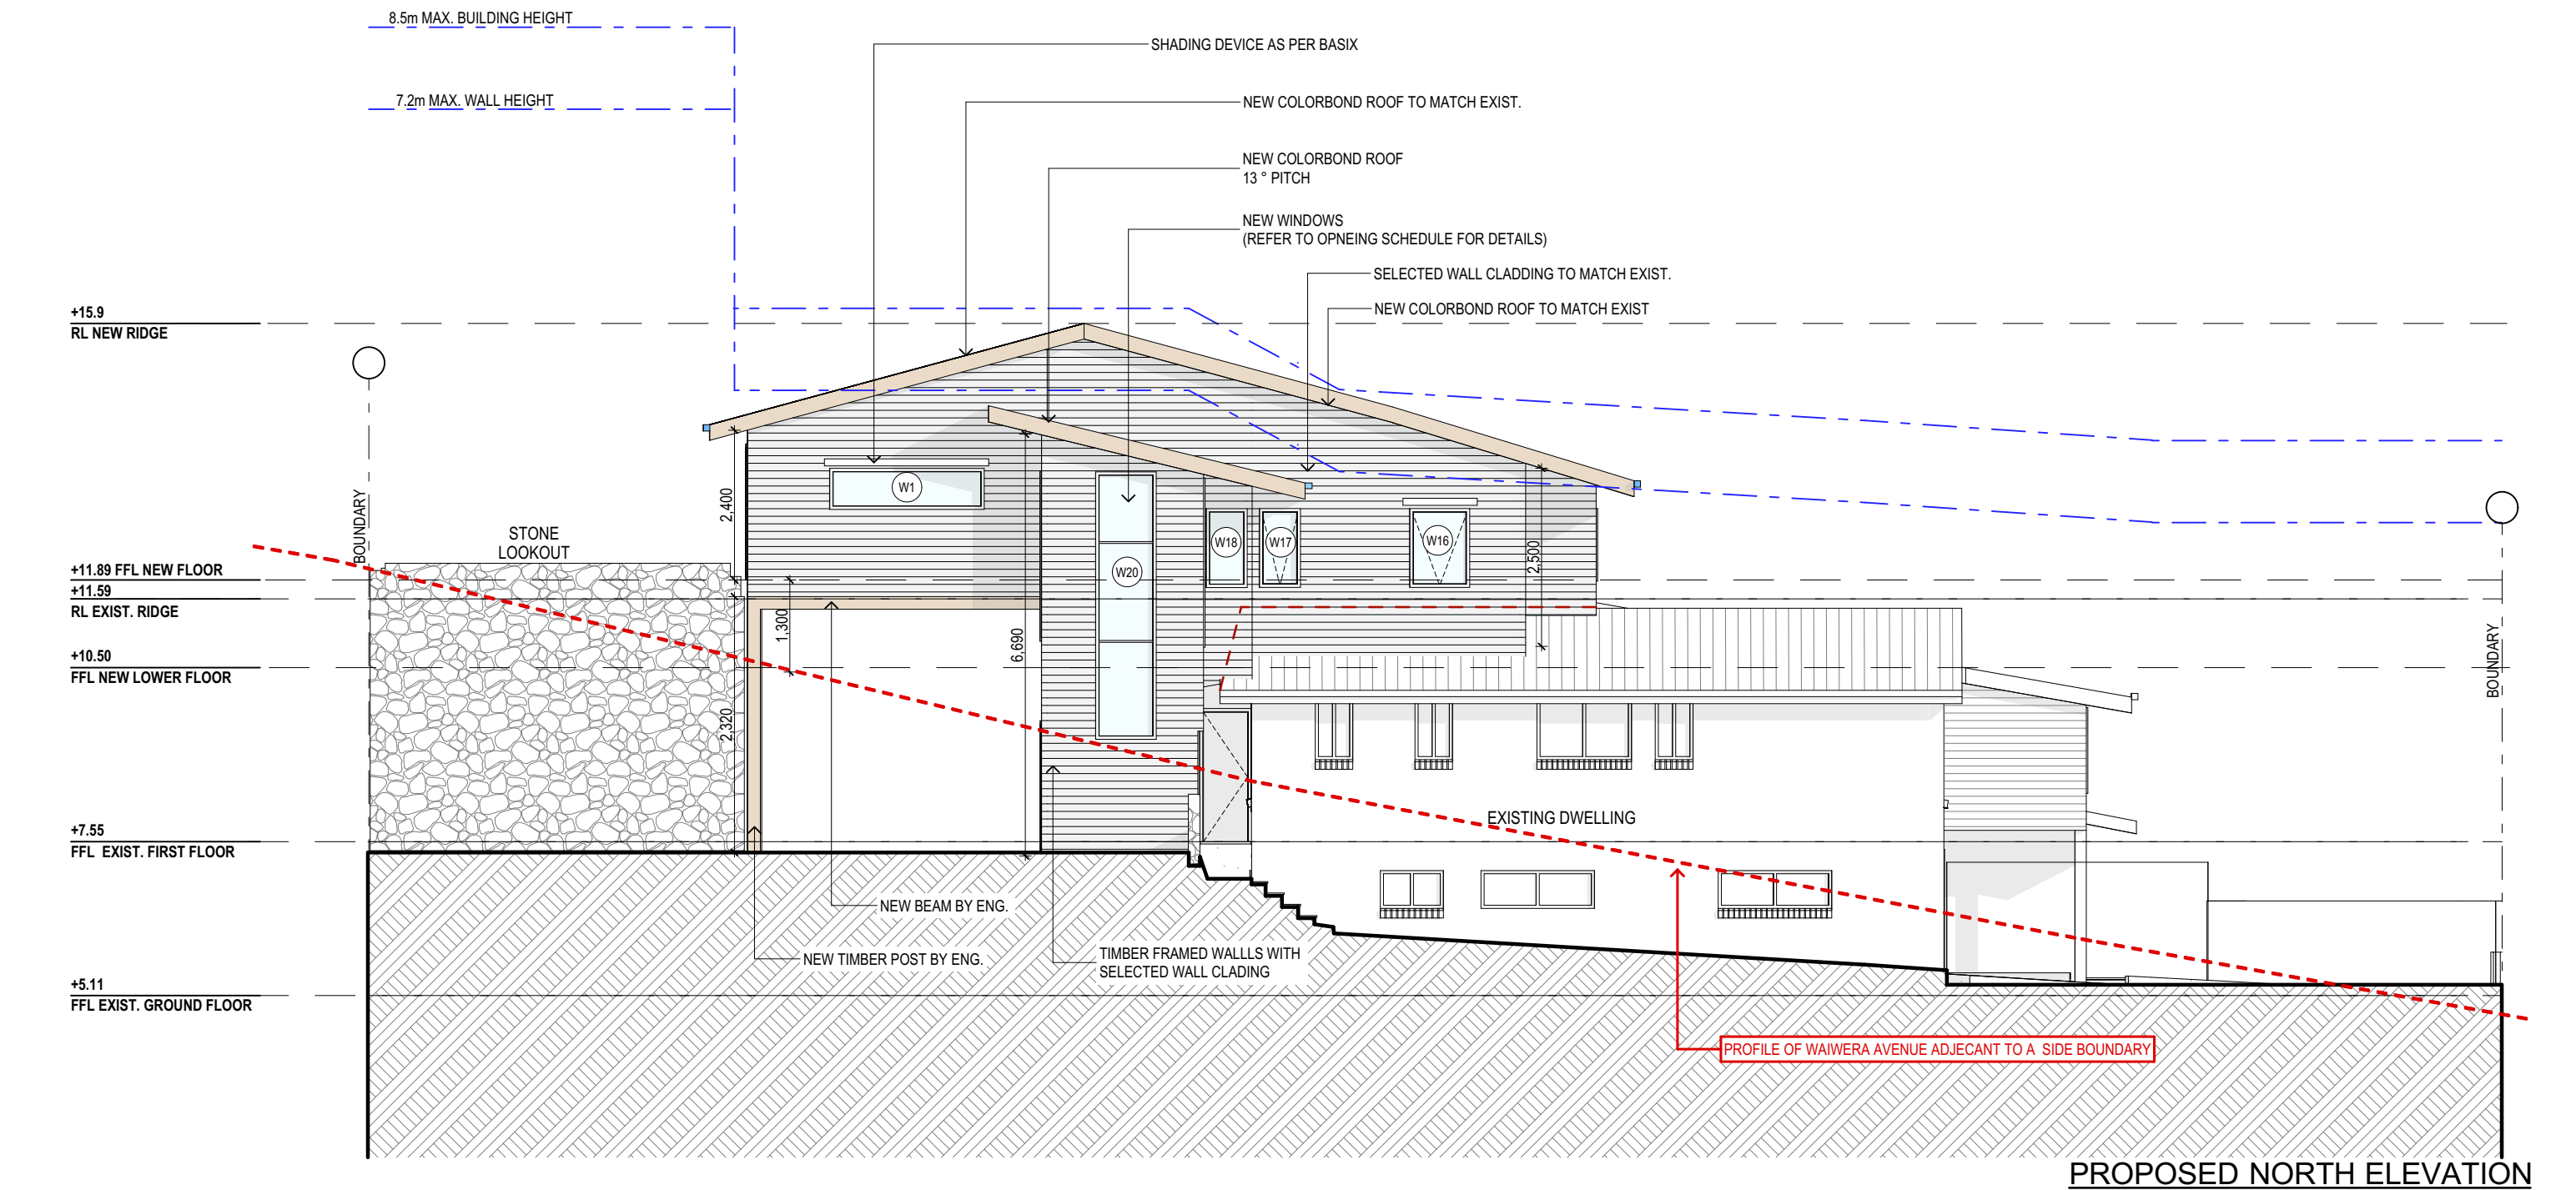 8.5m MAX. BUILDING HEIGHT
SHADING DEVICE AS PER BASIX
7.2m MAX. WALL HEIGHT
NEW COLORBOND ROOF TO MATCH EXIST.
NEW COLORBOND ROOF
13 ° PITCH
NEW WINDOWS
(REFER TO OPNEING SCHEDULE FOR DETAILS)
SELECTED WALL CLADDING TO MATCH EXIST.
NEW COLORBOND ROOF TO MATCH EXIST
+15.9
RL NEW RIDGE
BOUNDARY
STONE
LOOKOUT
2,400
W1
W20
W18
W17
W16
2,500
+11.89 FFL NEW FLOOR
+11.59
RL EXIST. RIDGE
1,300
6,690
+10.50
FFL NEW LOWER FLOOR
BOUNDARY
2,320
EXISTING DWELLING
+7.55
FFL EXIST. FIRST FLOOR
NEW BEAM BY ENG.
NEW TIMBER POST BY ENG.
TIMBER FRAMED WALLLS WITH
SELECTED WALL CLADING
+5.11
FFL EXIST. GROUND FLOOR
PROFILE OF WAIWERA AVENUE ADJECANT TO A SIDE BOUNDARY
PROPOSED NORTH ELEVATION